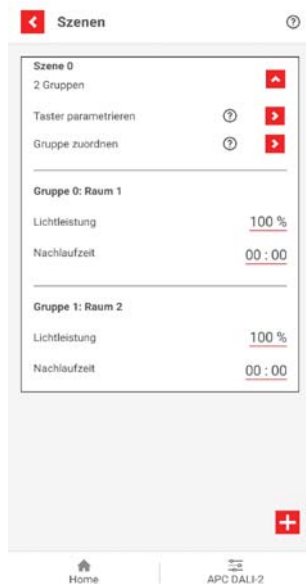 Szenen
Szene 0
2 Gruppen
Taster parametrieren
Gruppe zuordnen
Gruppe 0: Raum 1
Lichtleistung 100 %
Nachlaufzeit 00 : 00
Gruppe 1: Raum 2
Lichtleistung 100 %
Nachlaufzeit 00 : 00
Home APC DALI-2